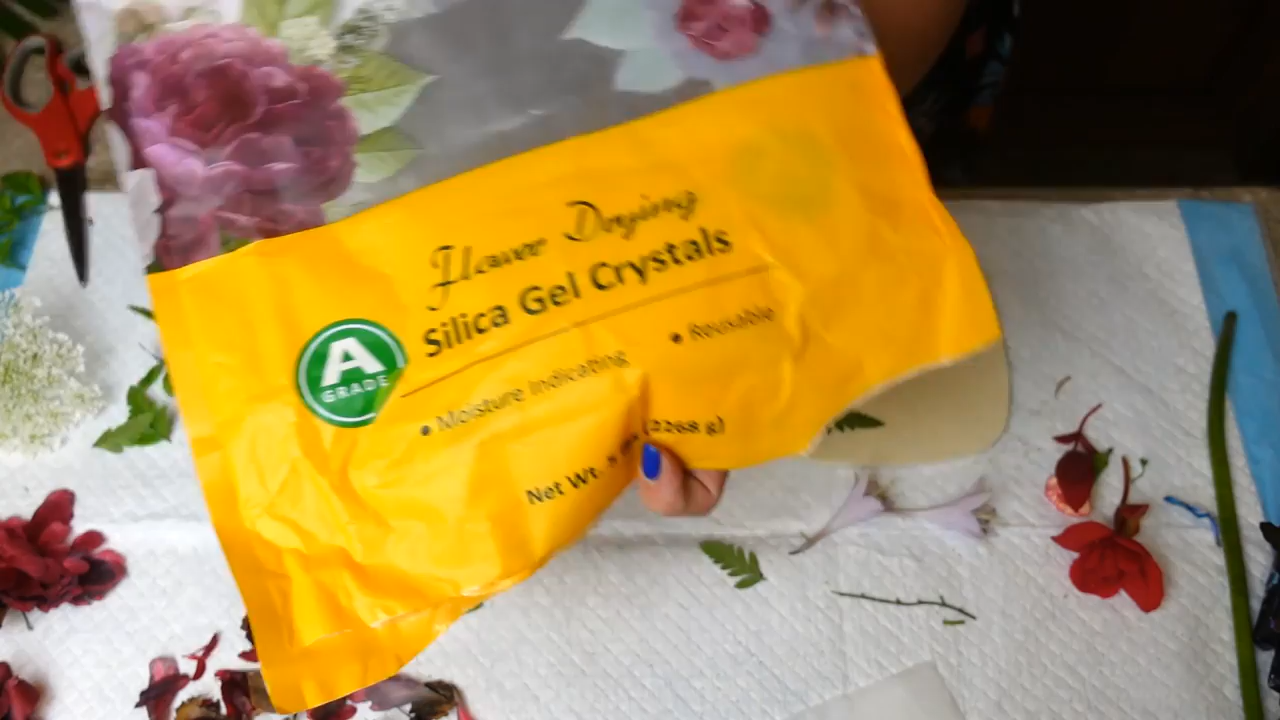 Flower Drying
Silica Gel Crystals
A
GRADE
• Moisture Indicating
• Reusable
Net Wt. (2268 g)